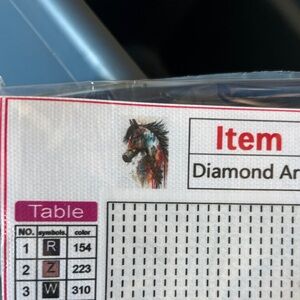 Item
Diamond Ar
Table
NO. symbols. color
1 R 154
2 Z 223
3 W 310